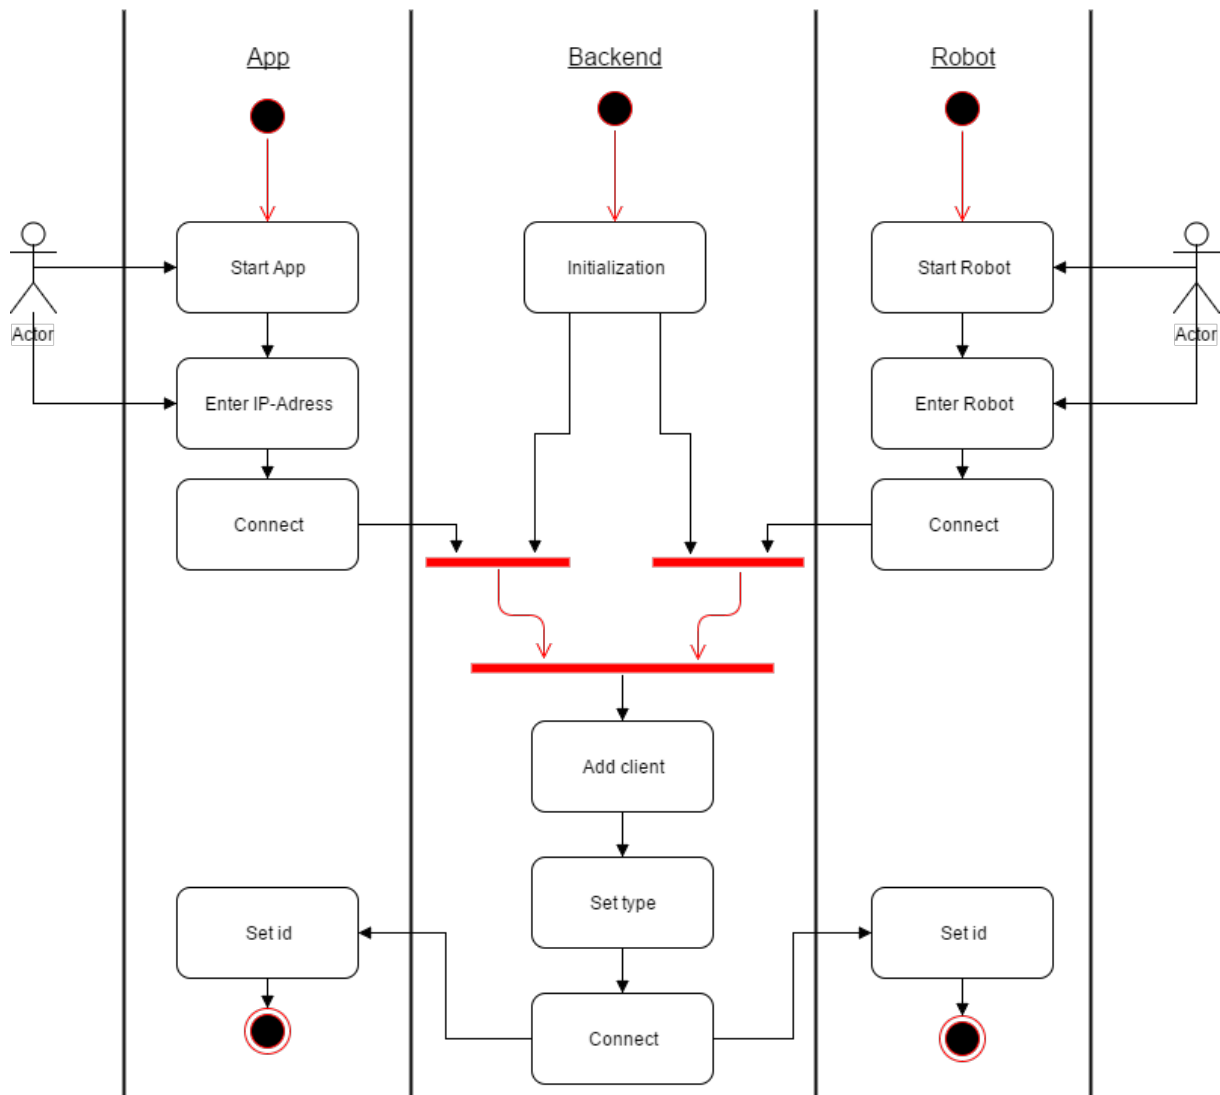 App
Backend
Robot
Start App
Initialization
Start Robot
Actor
Actor
Enter IP-Adress
Enter Robot
Connect
Connect
Add client
Set type
Set id
Set id
Connect